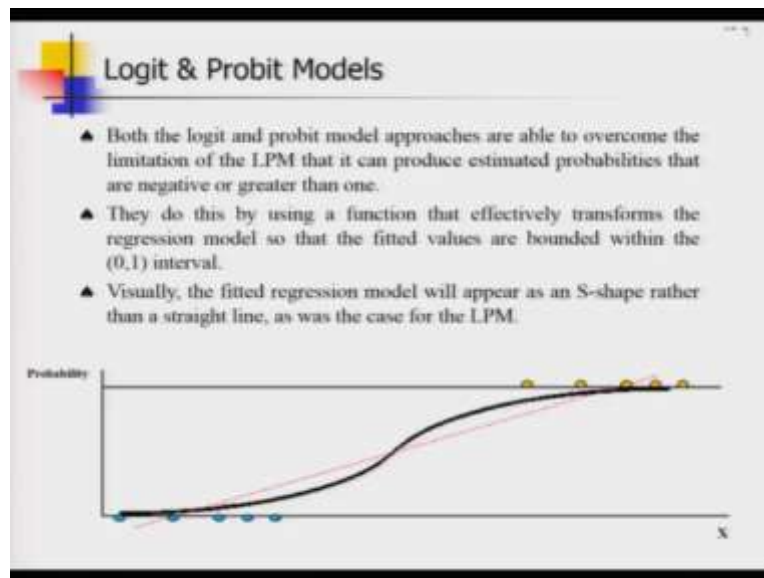 Logit & Probit Models
Both the logit and probit model approaches are able to overcome the
limitation of the LPM that it can produce estimated probabilities that
are negative or greater than one.
They do this by using a function that effectively transforms the
regression model so that the fitted values are bounded within the
(0,1) interval.
Visually, the fitted regression model will appear as an S-shape rather
than a straight line, as was the case for the LPM.
Probability
X